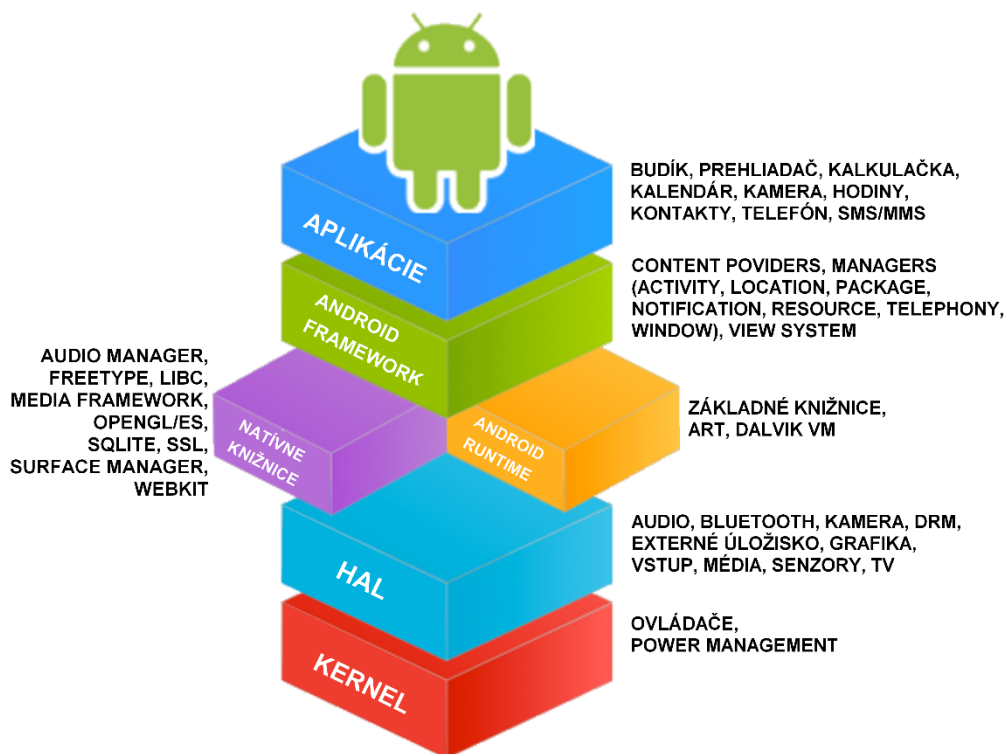 BUDÍK, PREHLIADAČ, KALKULAČKA,
KALENDÁR, KAMERA, HODINY,
KONTAKTY, TELEFÓN, SMS/MMS
APLIKÁCIE
CONTENT POVIDERS, MANAGERS
(ACTIVITY, LOCATION, PACKAGE,
NOTIFICATION, RESOURCE, TELEPHONY,
WINDOW), VIEW SYSTEM
ANDROID
FRAMEWORK
AUDIO MANAGER,
FREETYPE, LIBC,
MEDIA FRAMEWORK,
OPENGL/ES,
SQLITE, SSL,
SURFACE MANAGER,
WEBKIT
NATÍVNE
KNIŽNICE
ANDROID
RUNTIME
ZÁKLADNÉ KNIŽNICE,
ART, DALVIK VM
HAL
AUDIO, BLUETOOTH, KAMERA, DRM,
EXTERNÉ ÚLOŽISKO, GRAFIKA,
VSTUP, MÉDIA, SENZORY, TV
KERNEL
OVLÁDAČE,
POWER MANAGEMENT